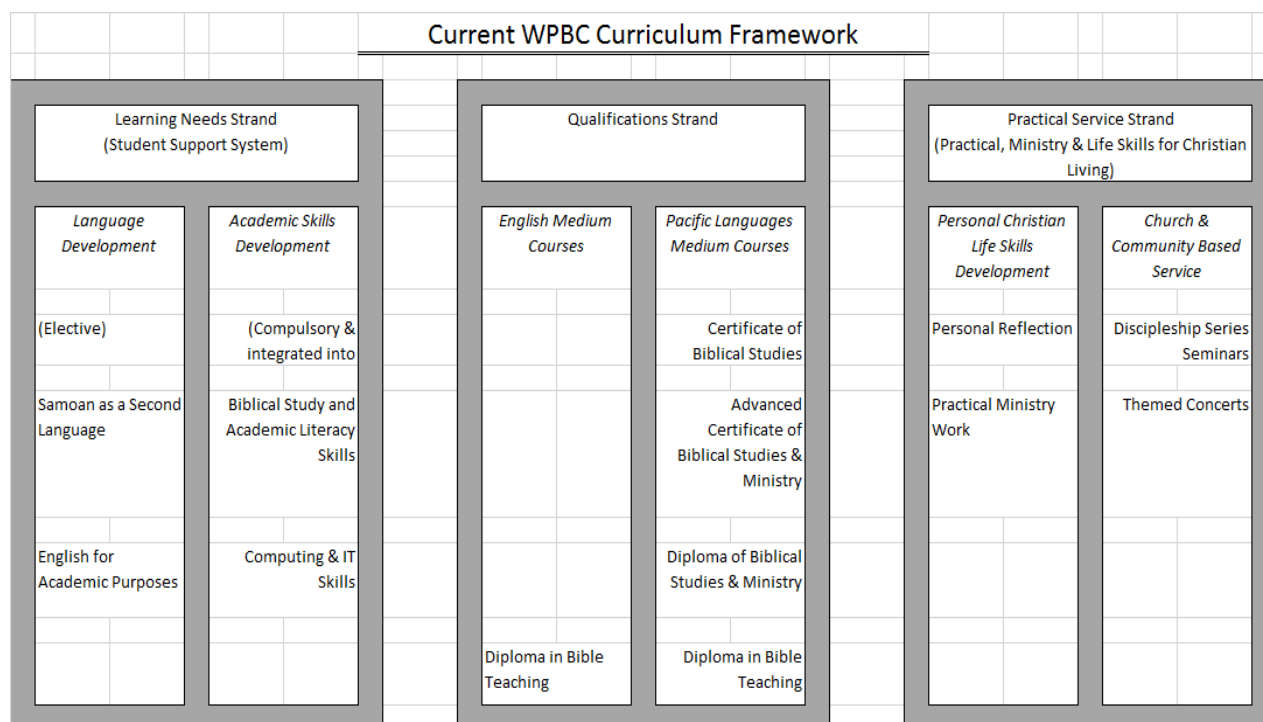 Current WPBC Curriculum Framework
Learning Needs Strand
(Student Support System)
Language
Development
(Elective)
Samoan as a Second
Language
English for
Academic Purposes
Academic Skills
Development
(Compulsory &
integrated into
Biblical Study and
Academic Literacy
Skills
Computing & IT
Skills
Qualifications Strand
English Medium
Courses
Diploma in Bible
Teaching
Pacific Languages
Medium Courses
Certificate of
Biblical Studies
Advanced
Certificate of
Biblical Studies &
Ministry
Diploma of Biblical
Studies & Ministry
Diploma in Bible
Teaching
Practical Service Strand
(Practical, Ministry & Life Skills for Christian
Living)
Personal Christian
Life Skills
Development
Personal Reflection
Practical Ministry
Work
Church &
Community Based
Service
Discipleship Series
Seminars
Themed Concerts